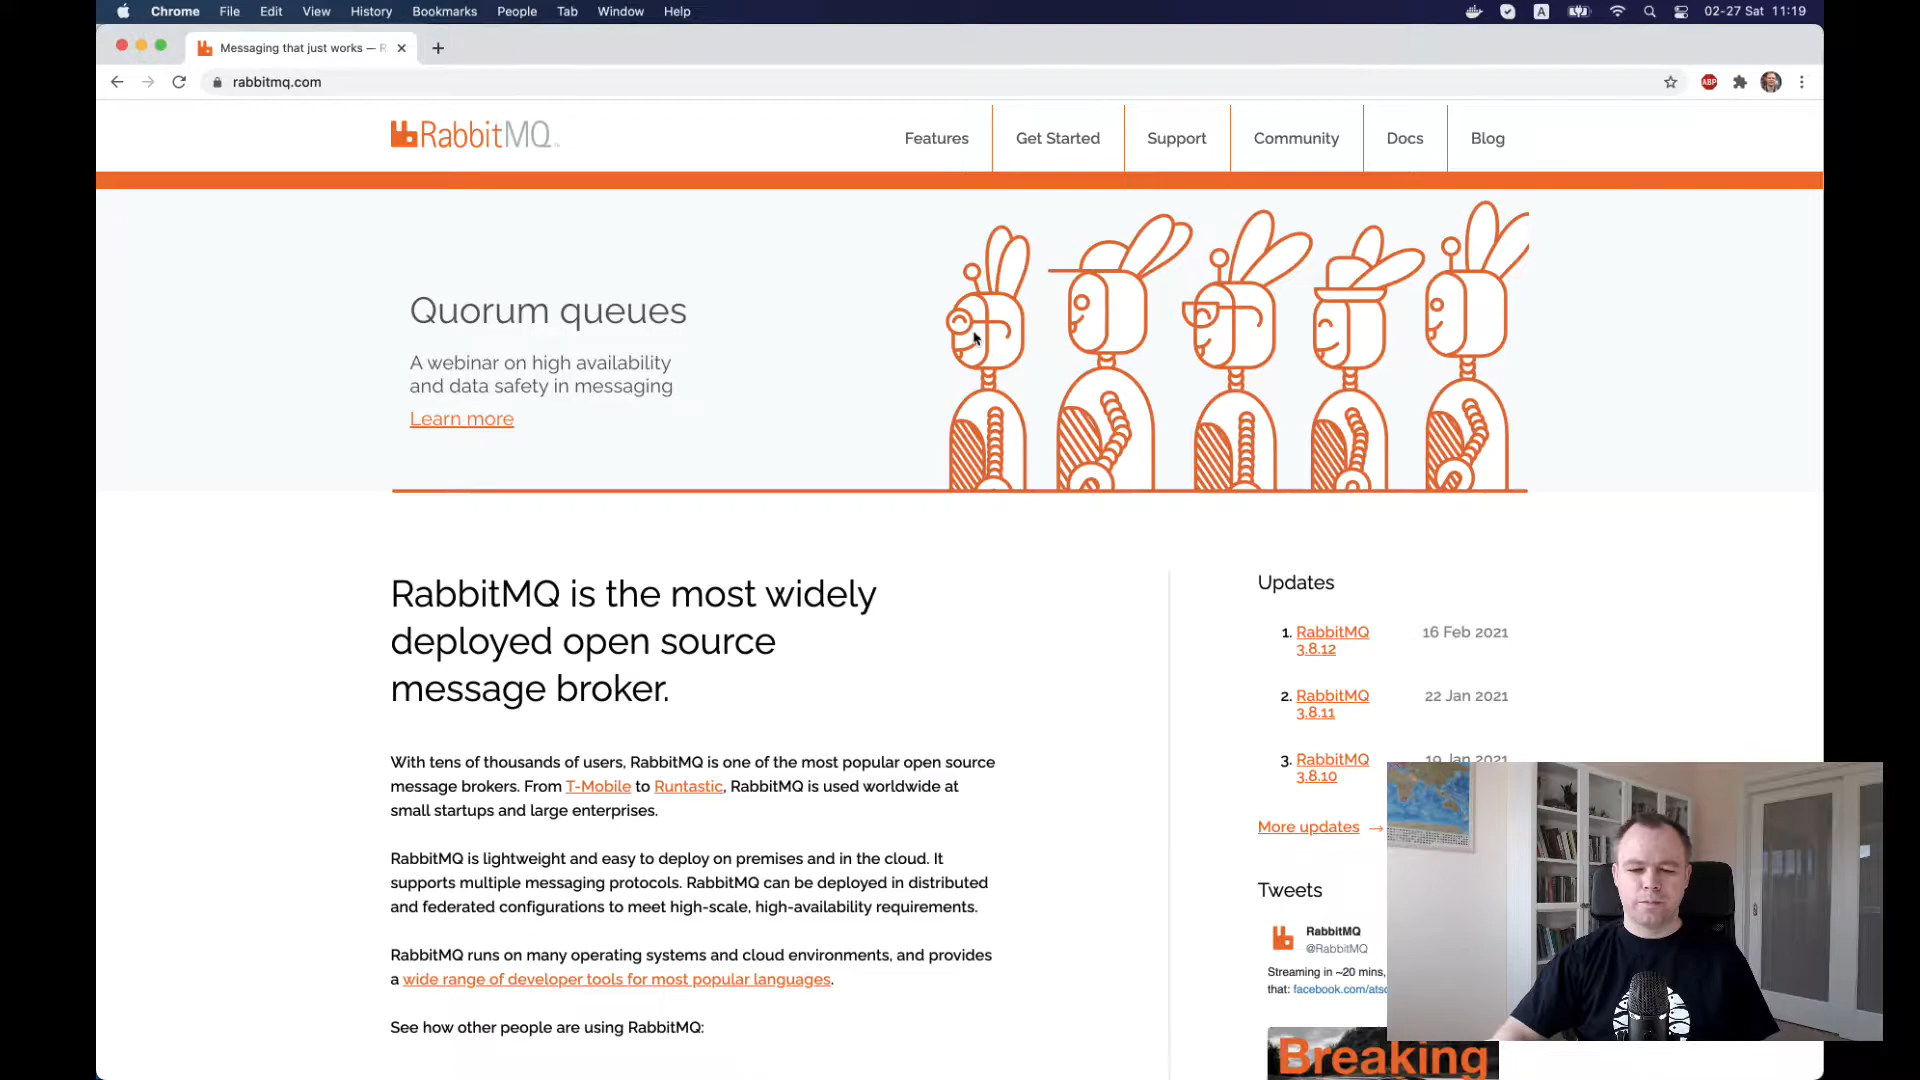 Chrome File Edit View History Bookmarks People Tab Window Help
A
02-27 Sat 11:19
Messaging that just works — R
rabbitmq.com
ABP
RabbitMQ
Features
Get Started
Support
Community
Docs
Blog
Quorum queues
A webinar on high availability
and data safety in messaging
Learn more
RabbitMQ is the most widely
deployed open source
message broker.
With tens of thousands of users, RabbitMQ is one of the most popular open source
message brokers. From T-Mobile to Runtastic, RabbitMQ is used worldwide at
small startups and large enterprises.
RabbitMQ is lightweight and easy to deploy on premises and in the cloud. It
supports multiple messaging protocols. RabbitMQ can be deployed in distributed
and federated configurations to meet high-scale, high-availability requirements.
RabbitMQ runs on many operating systems and cloud environments, and provides
a wide range of developer tools for most popular languages.
See how other people are using RabbitMQ:
Updates
1. RabbitMQ 16 Feb 2021
3.8.12
2. RabbitMQ 22 Jan 2021
3.8.11
3. RabbitMQ 19 Jan 2021
3.8.10
More updates →
Tweets
RabbitMQ
@RabbitMQ
Streaming in ~20 mins,
that: facebook.com/atsc
Breaking